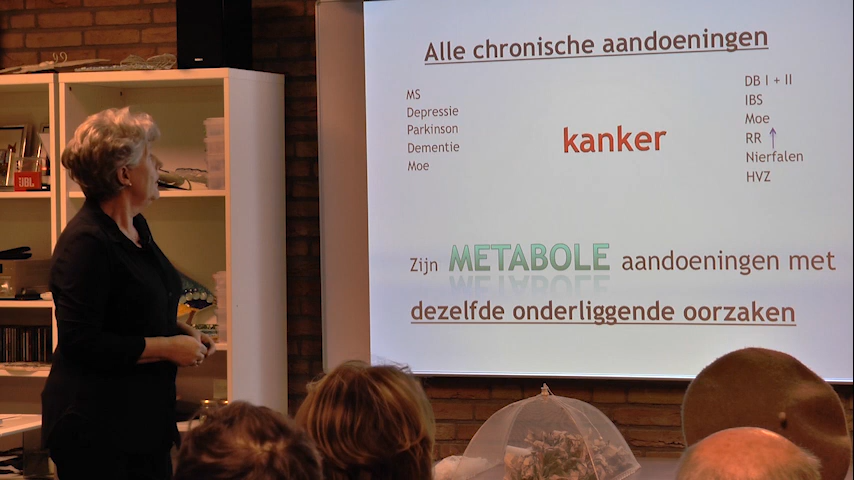 Alle chronische aandoeningen
MS
Depressie
Parkinson
Dementie
Moe
kanker
DB I + II
IBS
Moe
RR ↑
Nierfalen
HVZ
Zijn METABOLE aandoeningen met
dezelfde onderliggende oorzaken
JBL